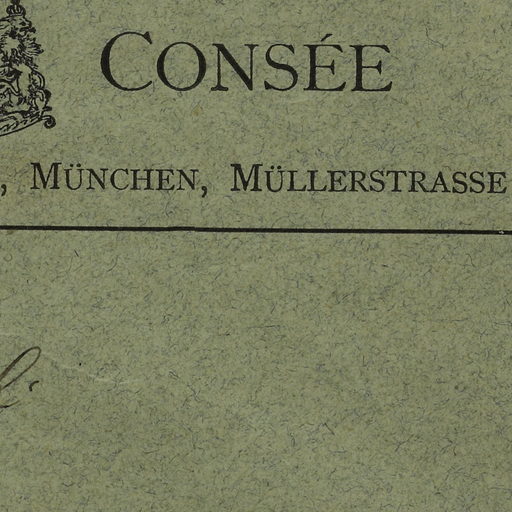 CONSÉE
, MÜNCHEN, MÜLLERSTRASSE